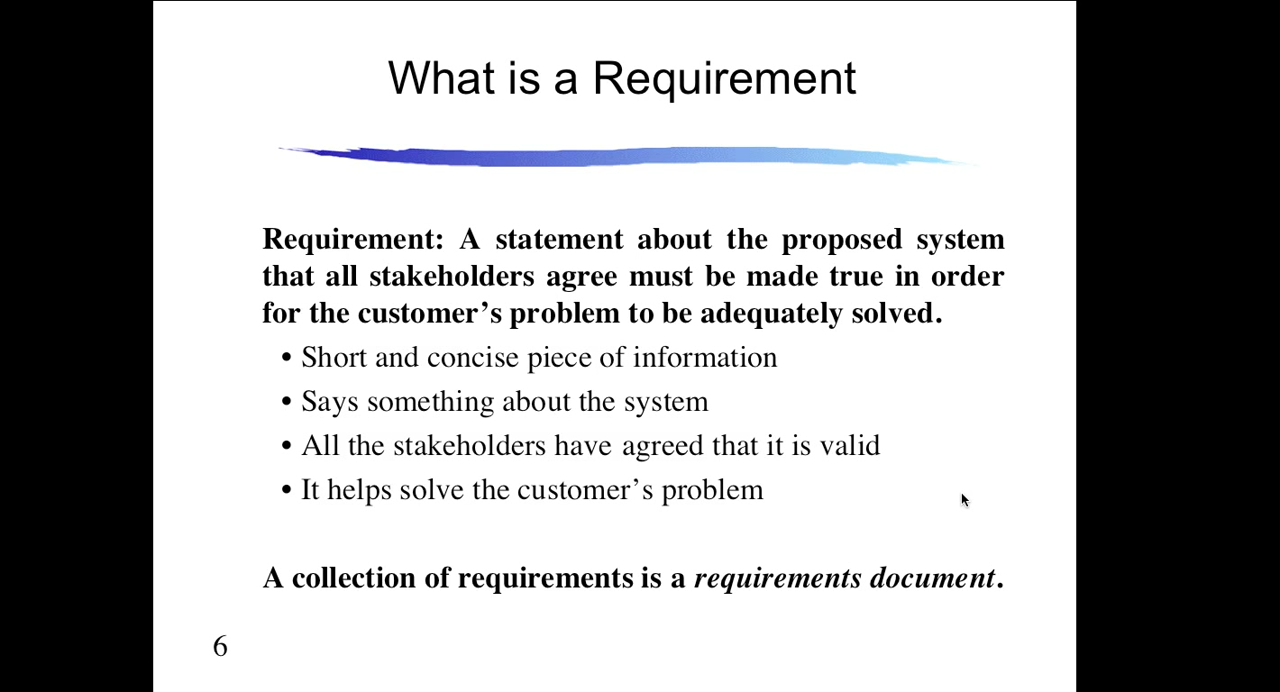 What is a Requirement
Requirement: A statement about the proposed system
that all stakeholders agree must be made true in order
for the customer’s problem to be adequately solved.
• Short and concise piece of information
• Says something about the system
• All the stakeholders have agreed that it is valid
• It helps solve the customer’s problem
A collection of requirements is a requirements document.
6